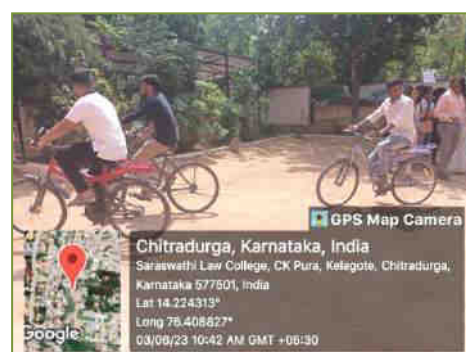 GPS Map Camera
Chitradurga, Karnataka, India
Saraswathi Law College, CK Pura, Kelagote, Chitradurga,
Karnataka 577501, India
Lat 14.224313°
Long 76.408827°
03/06/23 10:42 AM GMT +05:30
Google